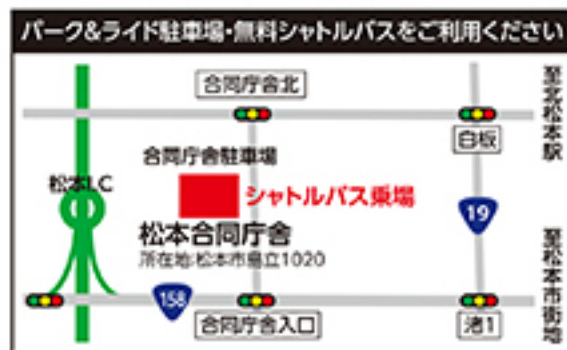 パーク&ライド駐車場・無料シャトルバスをご利用ください
合同庁舎北
至北松本駅
白板
合同庁舎駐車場
松本I.C
シャトルバス乗場
19
松本合同庁舎
所在地:松本市島立1020
至松本市街地
158
合同庁舎入口
渚1